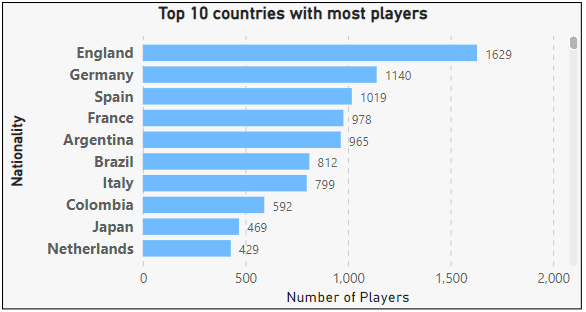 Top 10 countries with most players
Nationality
England 1629
Germany 1140
Spain 1019
France 978
Argentina 965
Brazil 812
Italy 799
Colombia 592
Japan 469
Netherlands 429
0 500 1,000 1,500 2,000
Number of Players